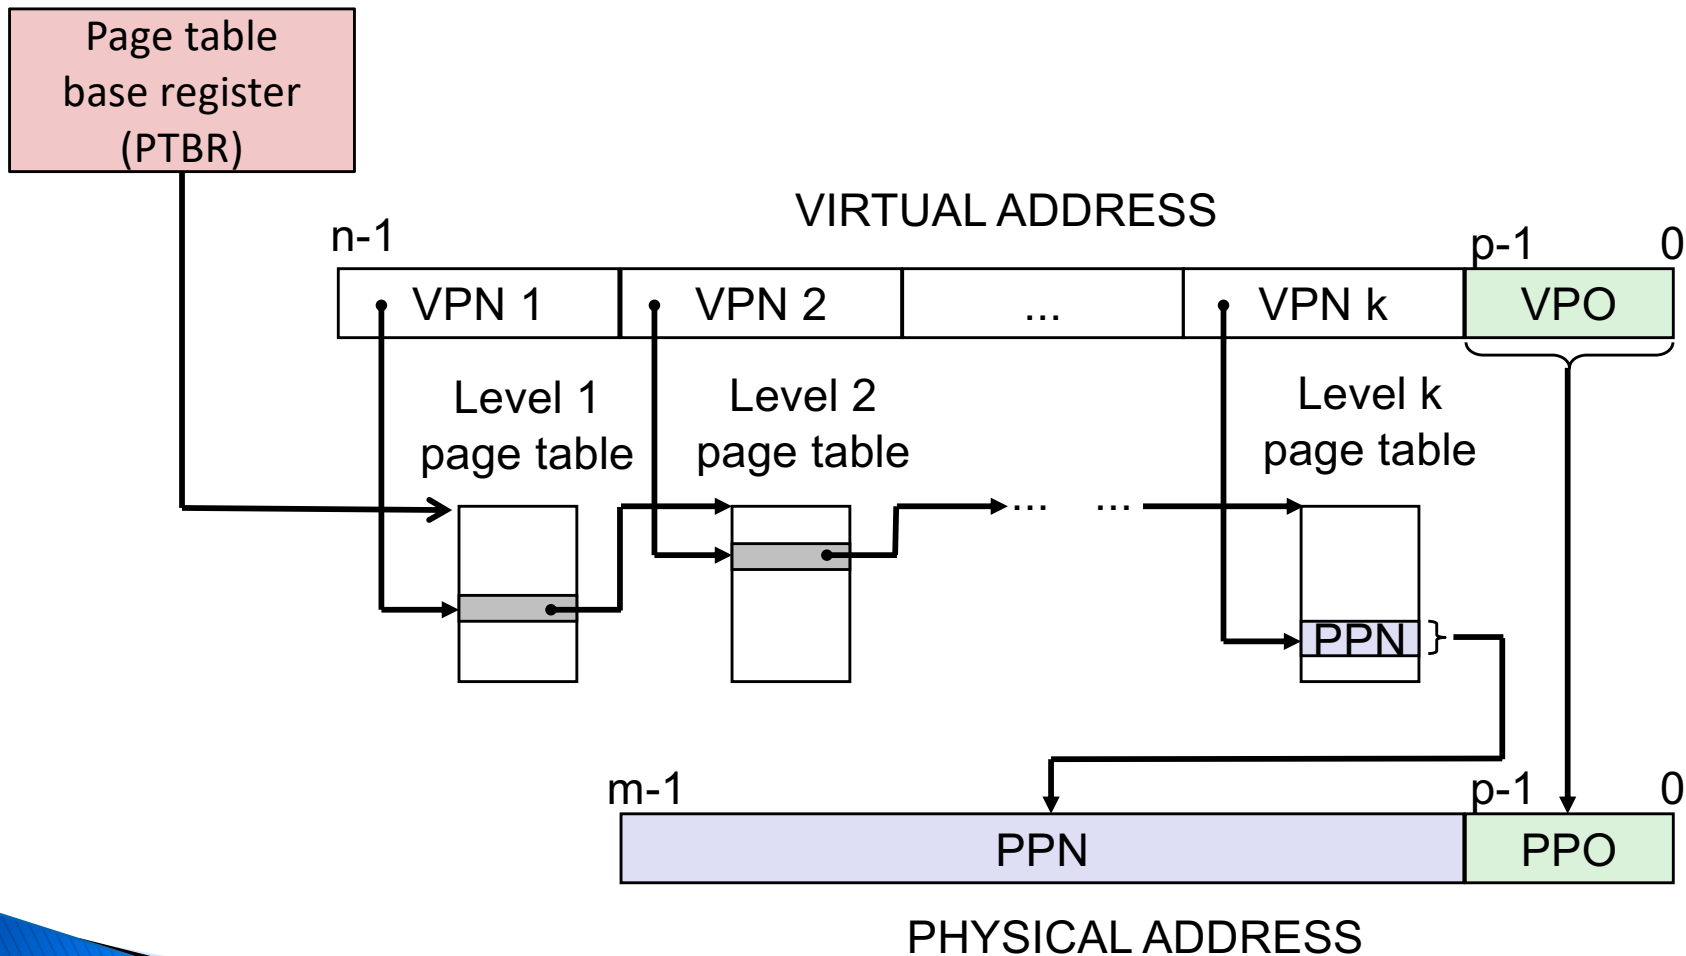 Page table
base register
(PTBR)
VIRTUAL ADDRESS
n-1
p-1
0
VPN 1
VPN 2
...
VPN k
VPO
Level 1
page table
Level 2
page table
Level k
page table
...
...
PPN
m-1
p-1
0
PPN
PPO
PHYSICAL ADDRESS